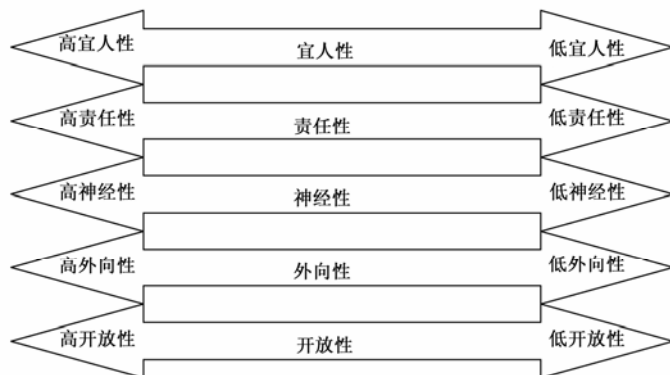 高宜人性 宜人性 低宜人性
高责任性 责任性 低责任性
高神经性 神经性 低神经性
高外向性 外向性 低外向性
高开放性 开放性 低开放性